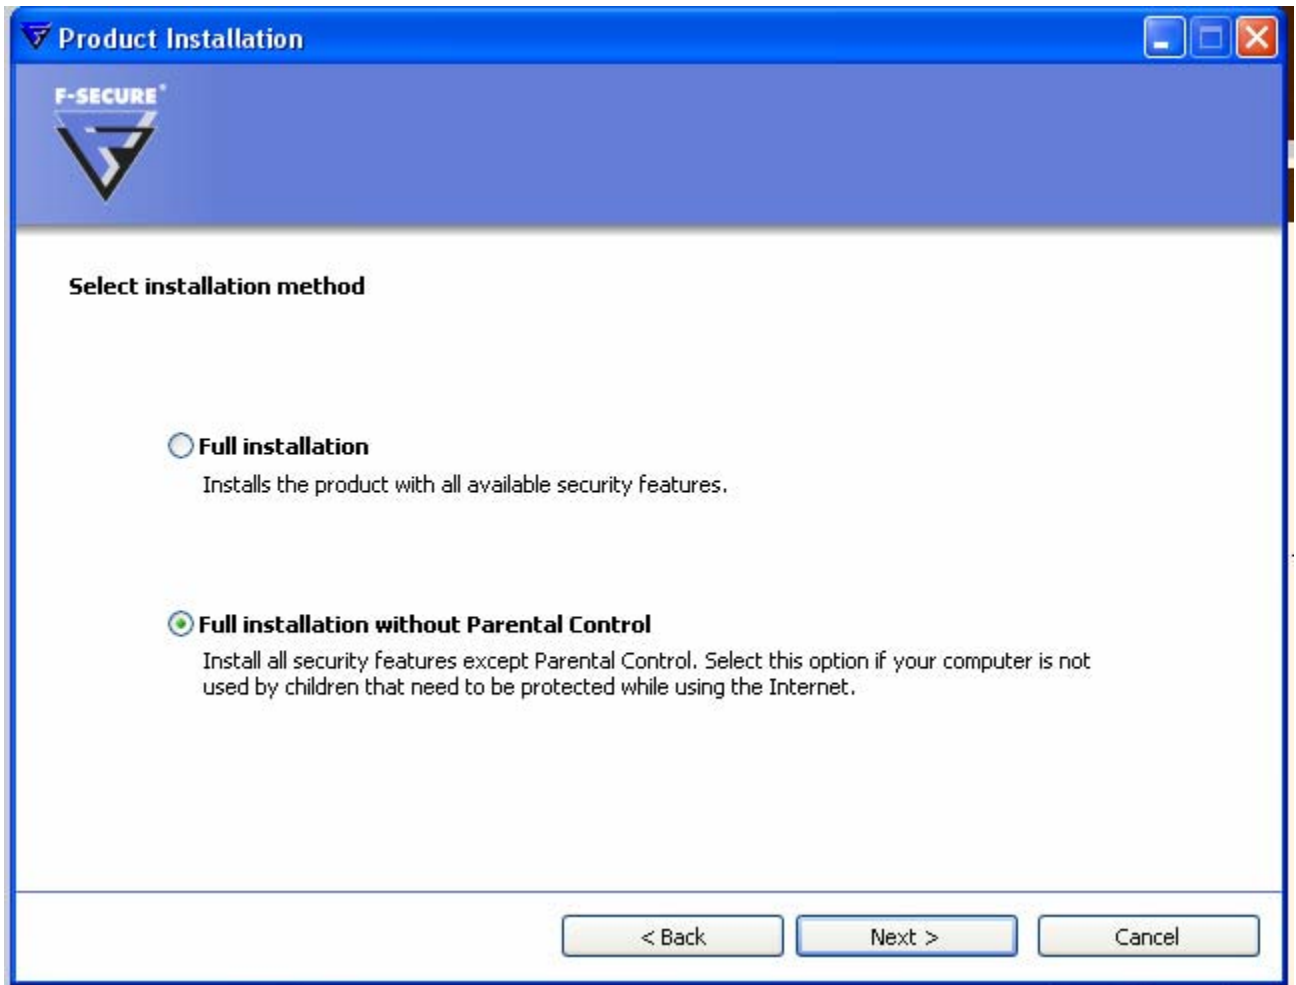 Product Installation
F-SECURE®
Select installation method
Full installation
Installs the product with all available security features.
Full installation without Parental Control
Install all security features except Parental Control. Select this option if your computer is not
used by children that need to be protected while using the Internet.
< Back
Next >
Cancel